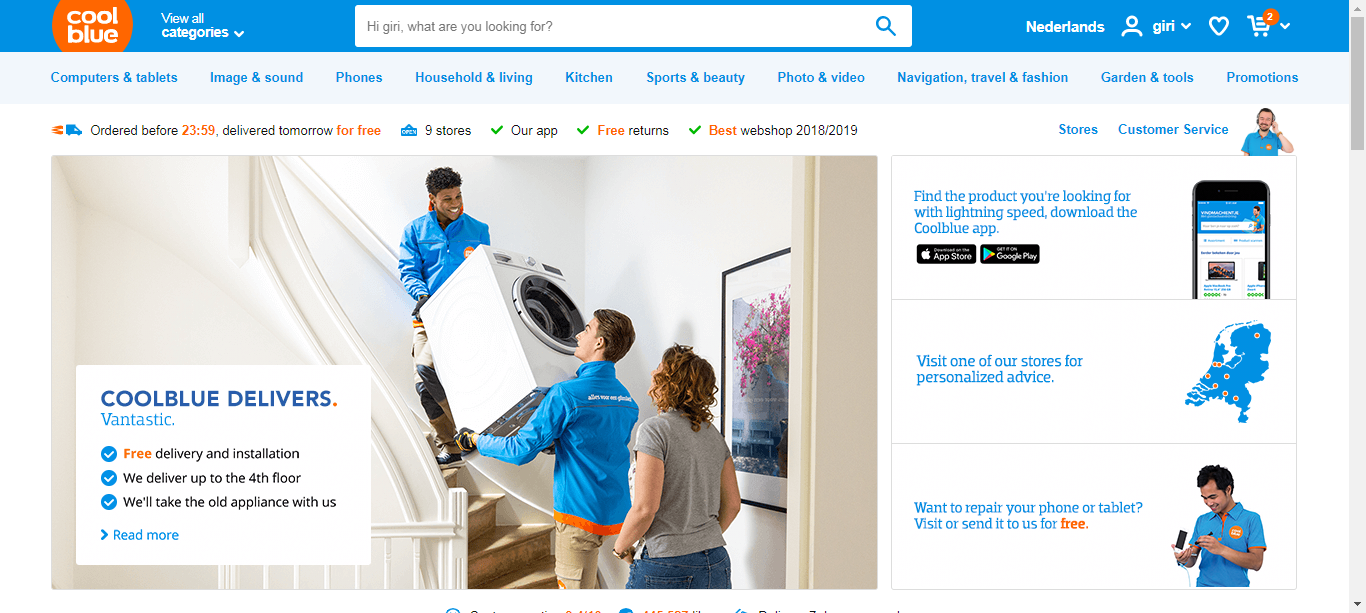 cool
blue
View all
categories
Hi giri, what are you looking for?
Nederlands
giri
2
Computers & tablets
Image & sound
Phones
Household & living
Kitchen
Sports & beauty
Photo & video
Navigation, travel & fashion
Garden & tools
Promotions
Ordered before 23:59, delivered tomorrow for free
OPEN
9 stores
Our app
Free returns
Best webshop 2018/2019
Stores
Customer Service
COOLBLUE DELIVERS.
Vantastic.
Free delivery and installation
We deliver up to the 4th floor
We'll take the old appliance with us
Read more
alles voor een
Find the product you're looking for
with lightning speed, download the
Coolblue app.
Download on the
App Store
GET IT ON
Google Play
Visit one of our stores for
personalized advice.
Want to repair your phone or tablet?
Visit or send it to us for free.